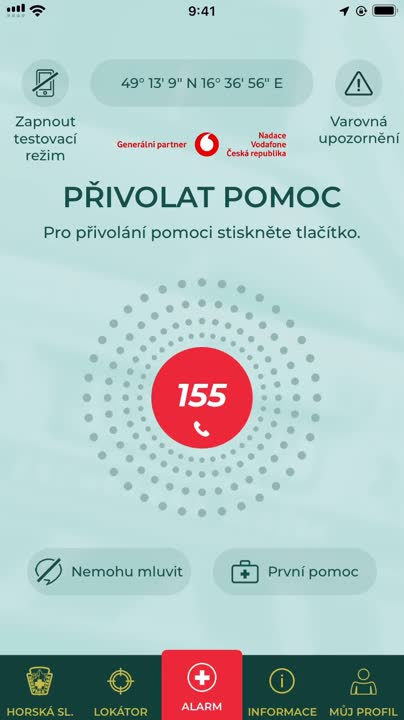 9:41
49° 13' 9" N 16° 36' 56" E
Zapnout
testovací
režim
Varovná
upozornění
Generální partner
Nadace
Vodafone
Česká republika
PŘIVOLAT POMOC
Pro přivolání pomoci stiskněte tlačítko.
155
Nemohu mluvit
První pomoc
HORSKÁ SL.
LOKÁTOR
ALARM
INFORMACE
MŮJ PROFIL